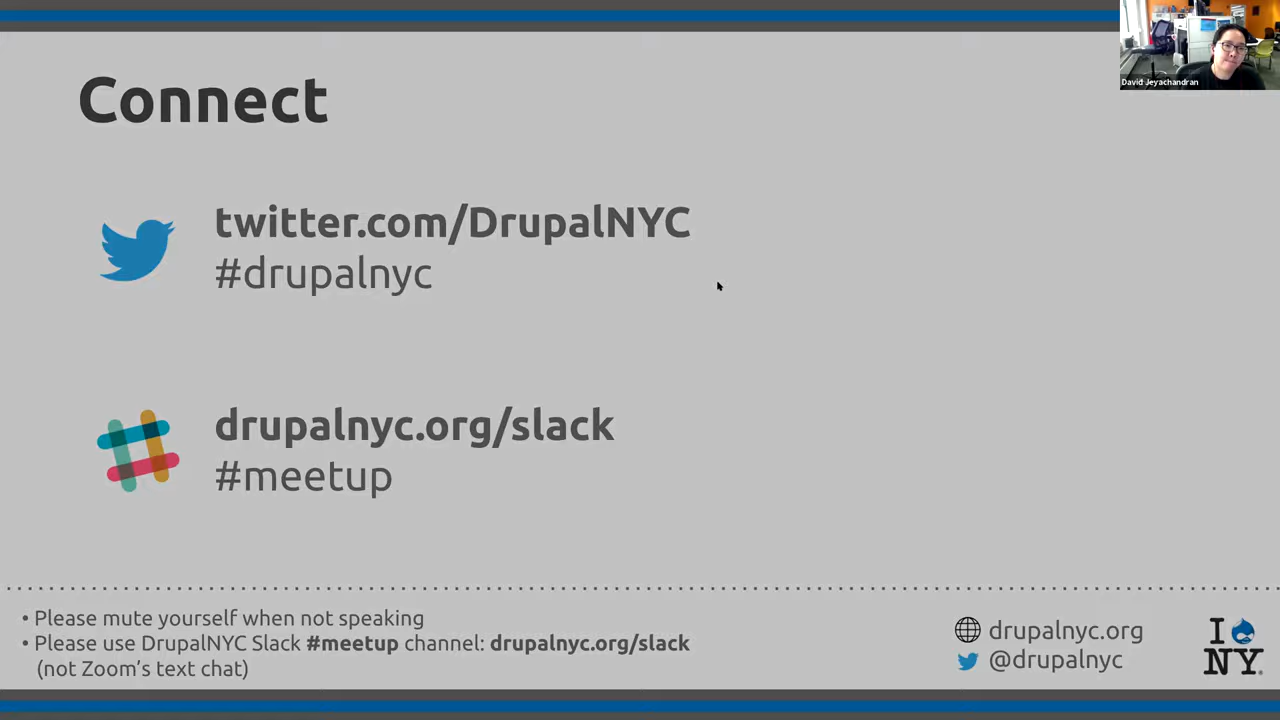 David Jeyachandran
Connect
twitter.com/DrupalNYC
#drupalnyc
drupalnyc.org/slack
#meetup
• Please mute yourself when not speaking
• Please use DrupalNYC Slack #meetup channel: drupalnyc.org/slack
(not Zoom's text chat)
drupalnyc.org
@drupalnyc
I
NY.